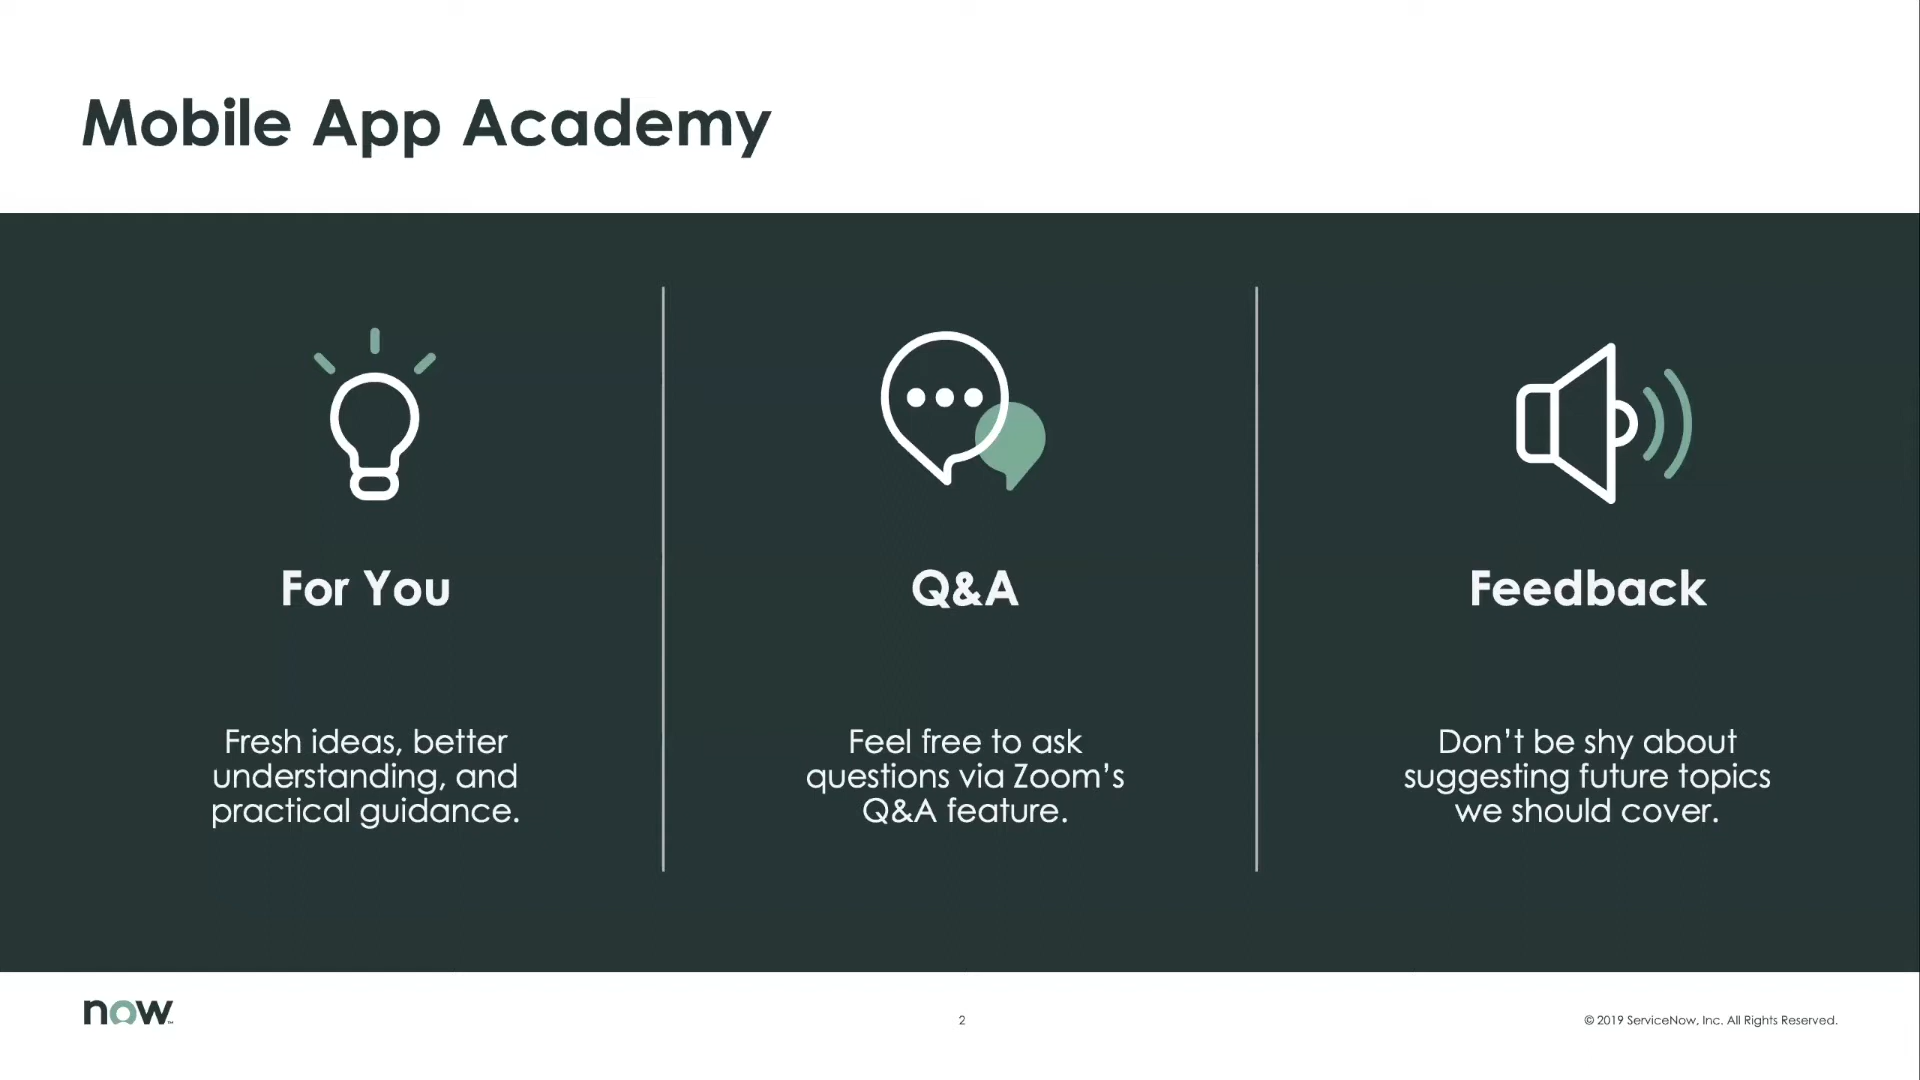 Mobile App Academy
For You
Fresh ideas, better
understanding, and
practical guidance.
Q&A
Feel free to ask
questions via Zoom’s
Q&A feature.
Feedback
Don’t be shy about
suggesting future topics
we should cover.
now
2
© 2019 ServiceNow, Inc. All Rights Reserved.